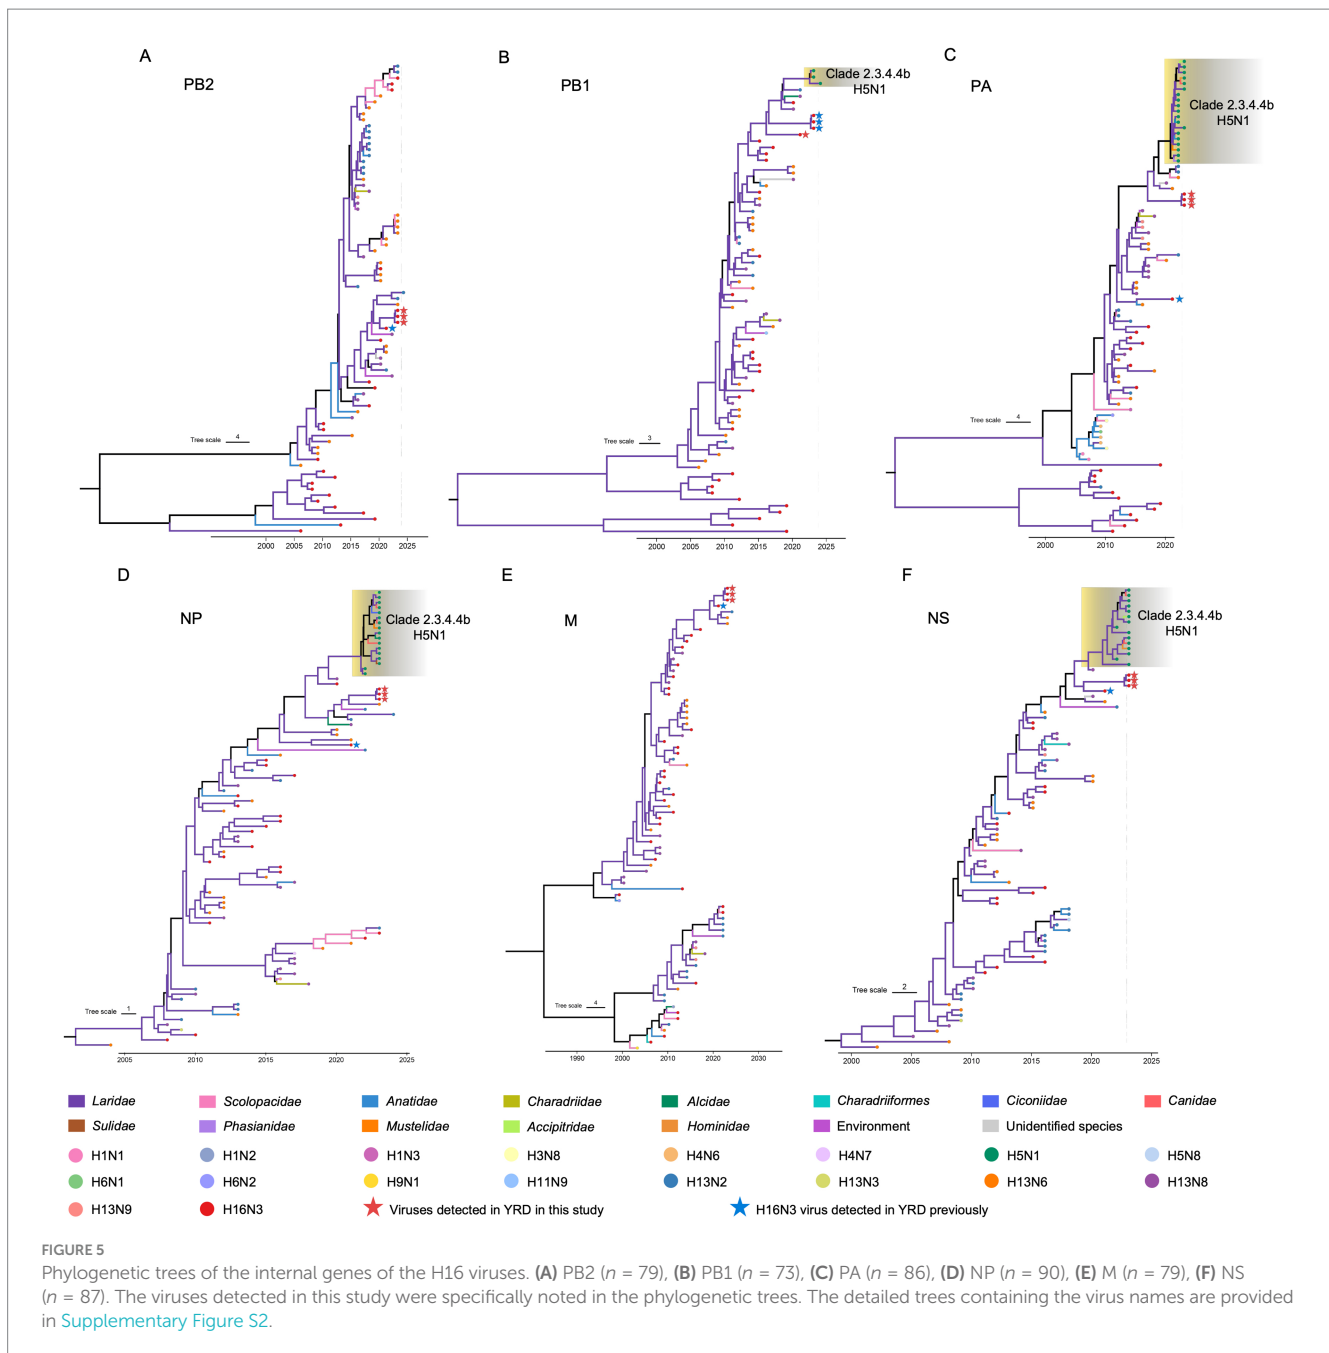 A
PB2
Tree scale 4
2000 2005 2010 2015 2020 2025
B
PB1
Clade 2.3.4.4b
H5N1
Tree scale 3
2000 2005 2010 2015 2020 2025
C
PA
Clade 2.3.4.4b
H5N1
Tree scale 4
2000 2010 2020
D
NP
Clade 2.3.4.4b
H5N1
Tree scale 1
2005 2010 2015 2020 2025
E
M
Tree scale 4
1990 2000 2010 2020 2030
F
NS
Clade 2.3.4.4b
H5N1
Tree scale 2
2000 2005 2010 2015 2020 2025
Laridae Scolopacidae Anatidae Charadriidae Alcidae Charadriiformes Ciconiidae Canidae
Sulidae Phasianidae Mustelidae Accipitridae Hominidae Environment Unidentified species
H1N1 H1N2 H1N3 H3N8 H4N6 H4N7 H5N1 H5N8
H6N1 H6N2 H9N1 H11N9 H13N2 H13N3 H13N6 H13N8
H13N9 H16N3 Viruses detected in YRD in this study H16N3 virus detected in YRD previously
FIGURE 5
Phylogenetic trees of the internal genes of the H16 viruses. (A) PB2 (n = 79), (B) PB1 (n = 73), (C) PA (n = 86), (D) NP (n = 90), (E) M (n = 79), (F) NS
(n = 87). The viruses detected in this study were specifically noted in the phylogenetic trees. The detailed trees containing the virus names are provided
in Supplementary Figure S2.